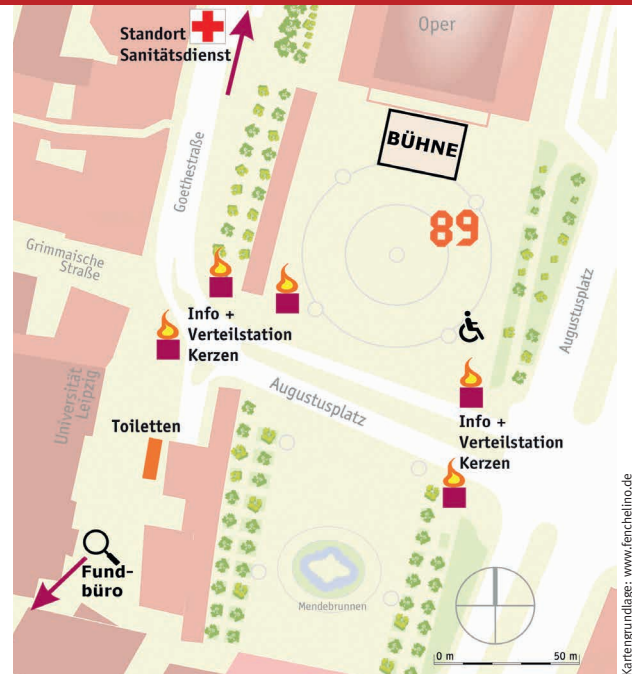 Standort
Sanitätsdienst
Oper
BÜHNE
Goethestraße
89
Grimmaische
Straße
Info +
Verteilstation
Kerzen
Augustusplatz
Augustusplatz
Universität
Leipzig
Toiletten
Info +
Verteilstation
Kerzen
Fund-
büro
Mendebrunnen
0 m
50 m
Kartengrundlage: www.fenchelino.de